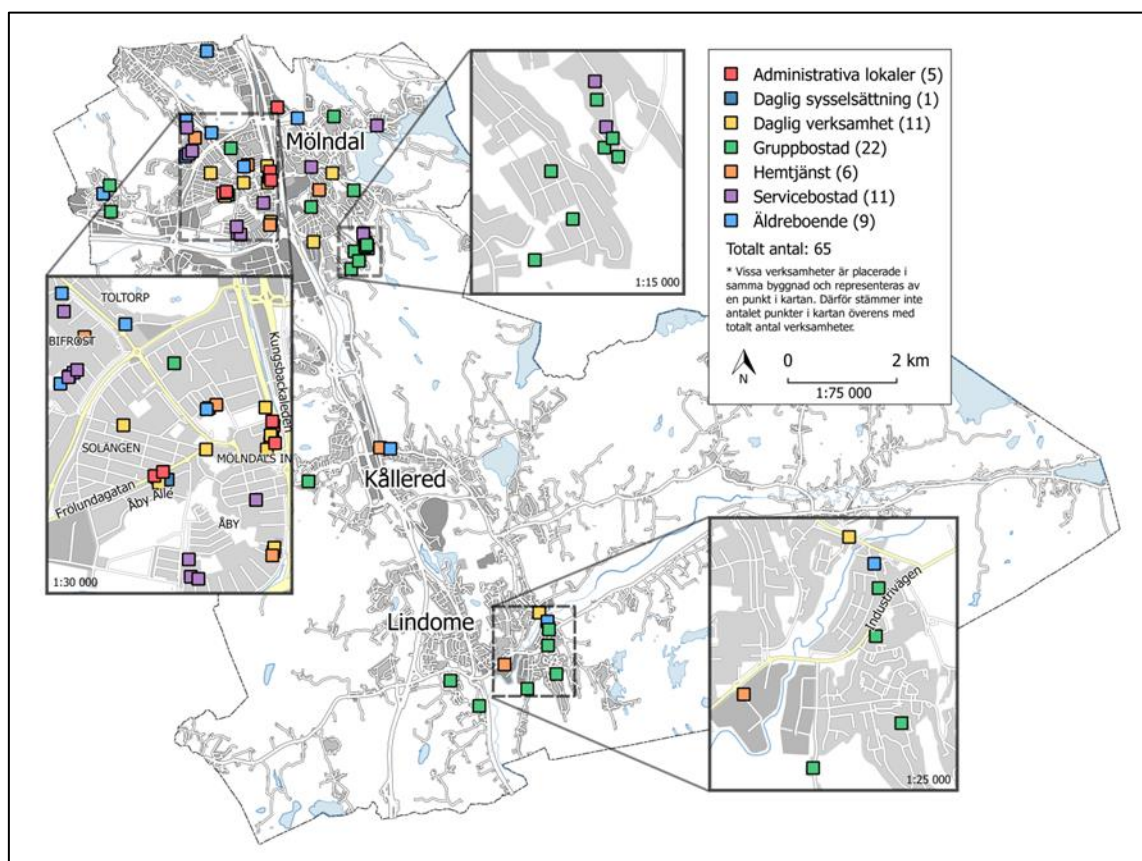 Administrativa lokaler (5)
Daglig sysselsättning (1)
Daglig verksamhet (11)
Gruppbostad (22)
Hemtjänst (6)
Servicebostad (11)
Äldreboende (9)
Totalt antal: 65
* Vissa verksamheter är placerade i
samma byggnad och representeras av
en punkt i kartan. Därför stämmer inte
antalet punkter i kartan överens med
totalt antal verksamheter.
N
0 2 km
1:75 000
Mölndal
1:15 000
TOLTORP
BIFROST
Kungsbackaleden
SOLÄNGEN
MÖLNDALS IN
Frölundagatan
Åby Allé
ÅBY
1:30 000
Kållered
Lindome
Industrivägen
1:25 000